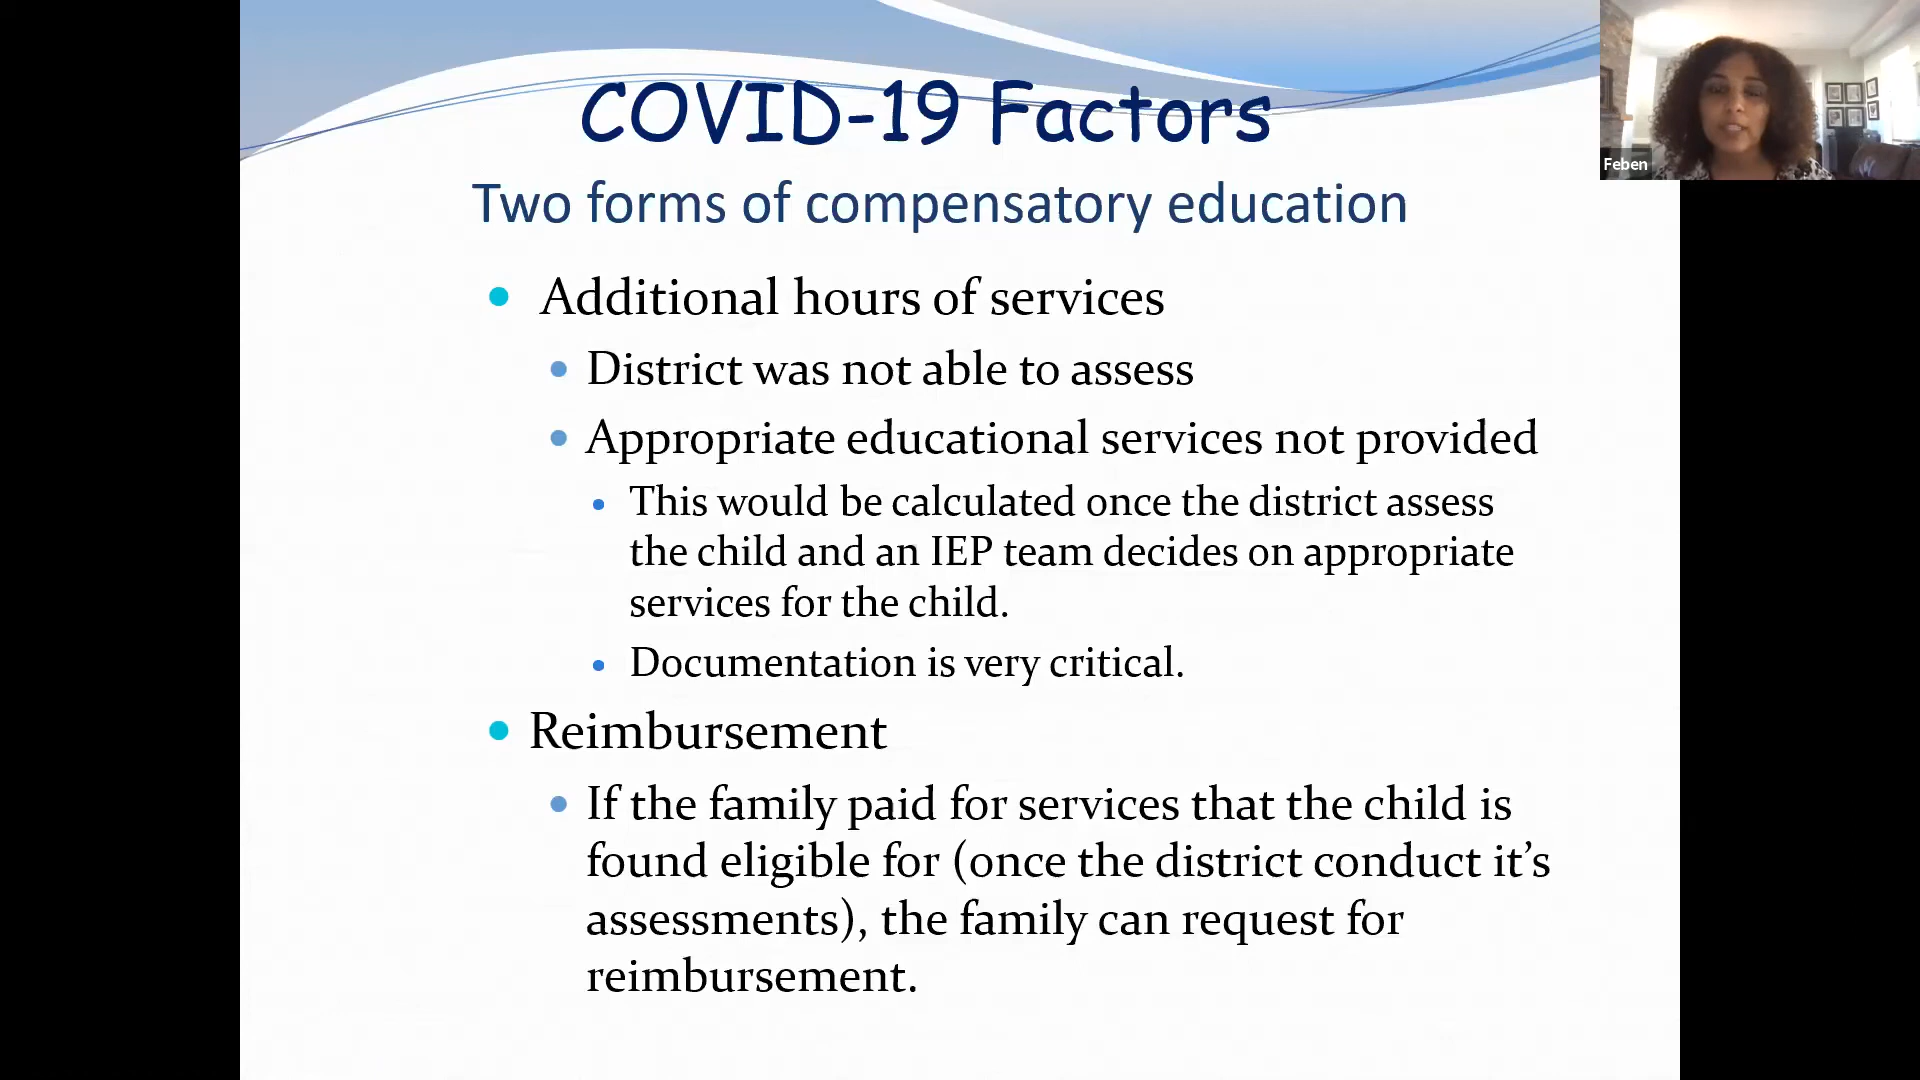 COVID-19 Factors
Feben
Two forms of compensatory education
Additional hours of services
District was not able to assess
Appropriate educational services not provided
This would be calculated once the district assess
the child and an IEP team decides on appropriate
services for the child.
Documentation is very critical.
Reimbursement
If the family paid for services that the child is
found eligible for (once the district conduct it’s
assessments), the family can request for
reimbursement.